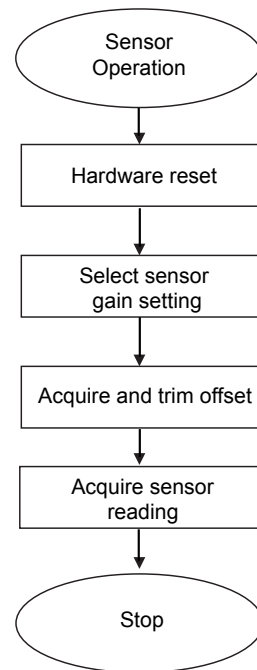 Sensor
Operation
Hardware reset
Select sensor
gain setting
Acquire and trim offset
Acquire sensor
reading
Stop